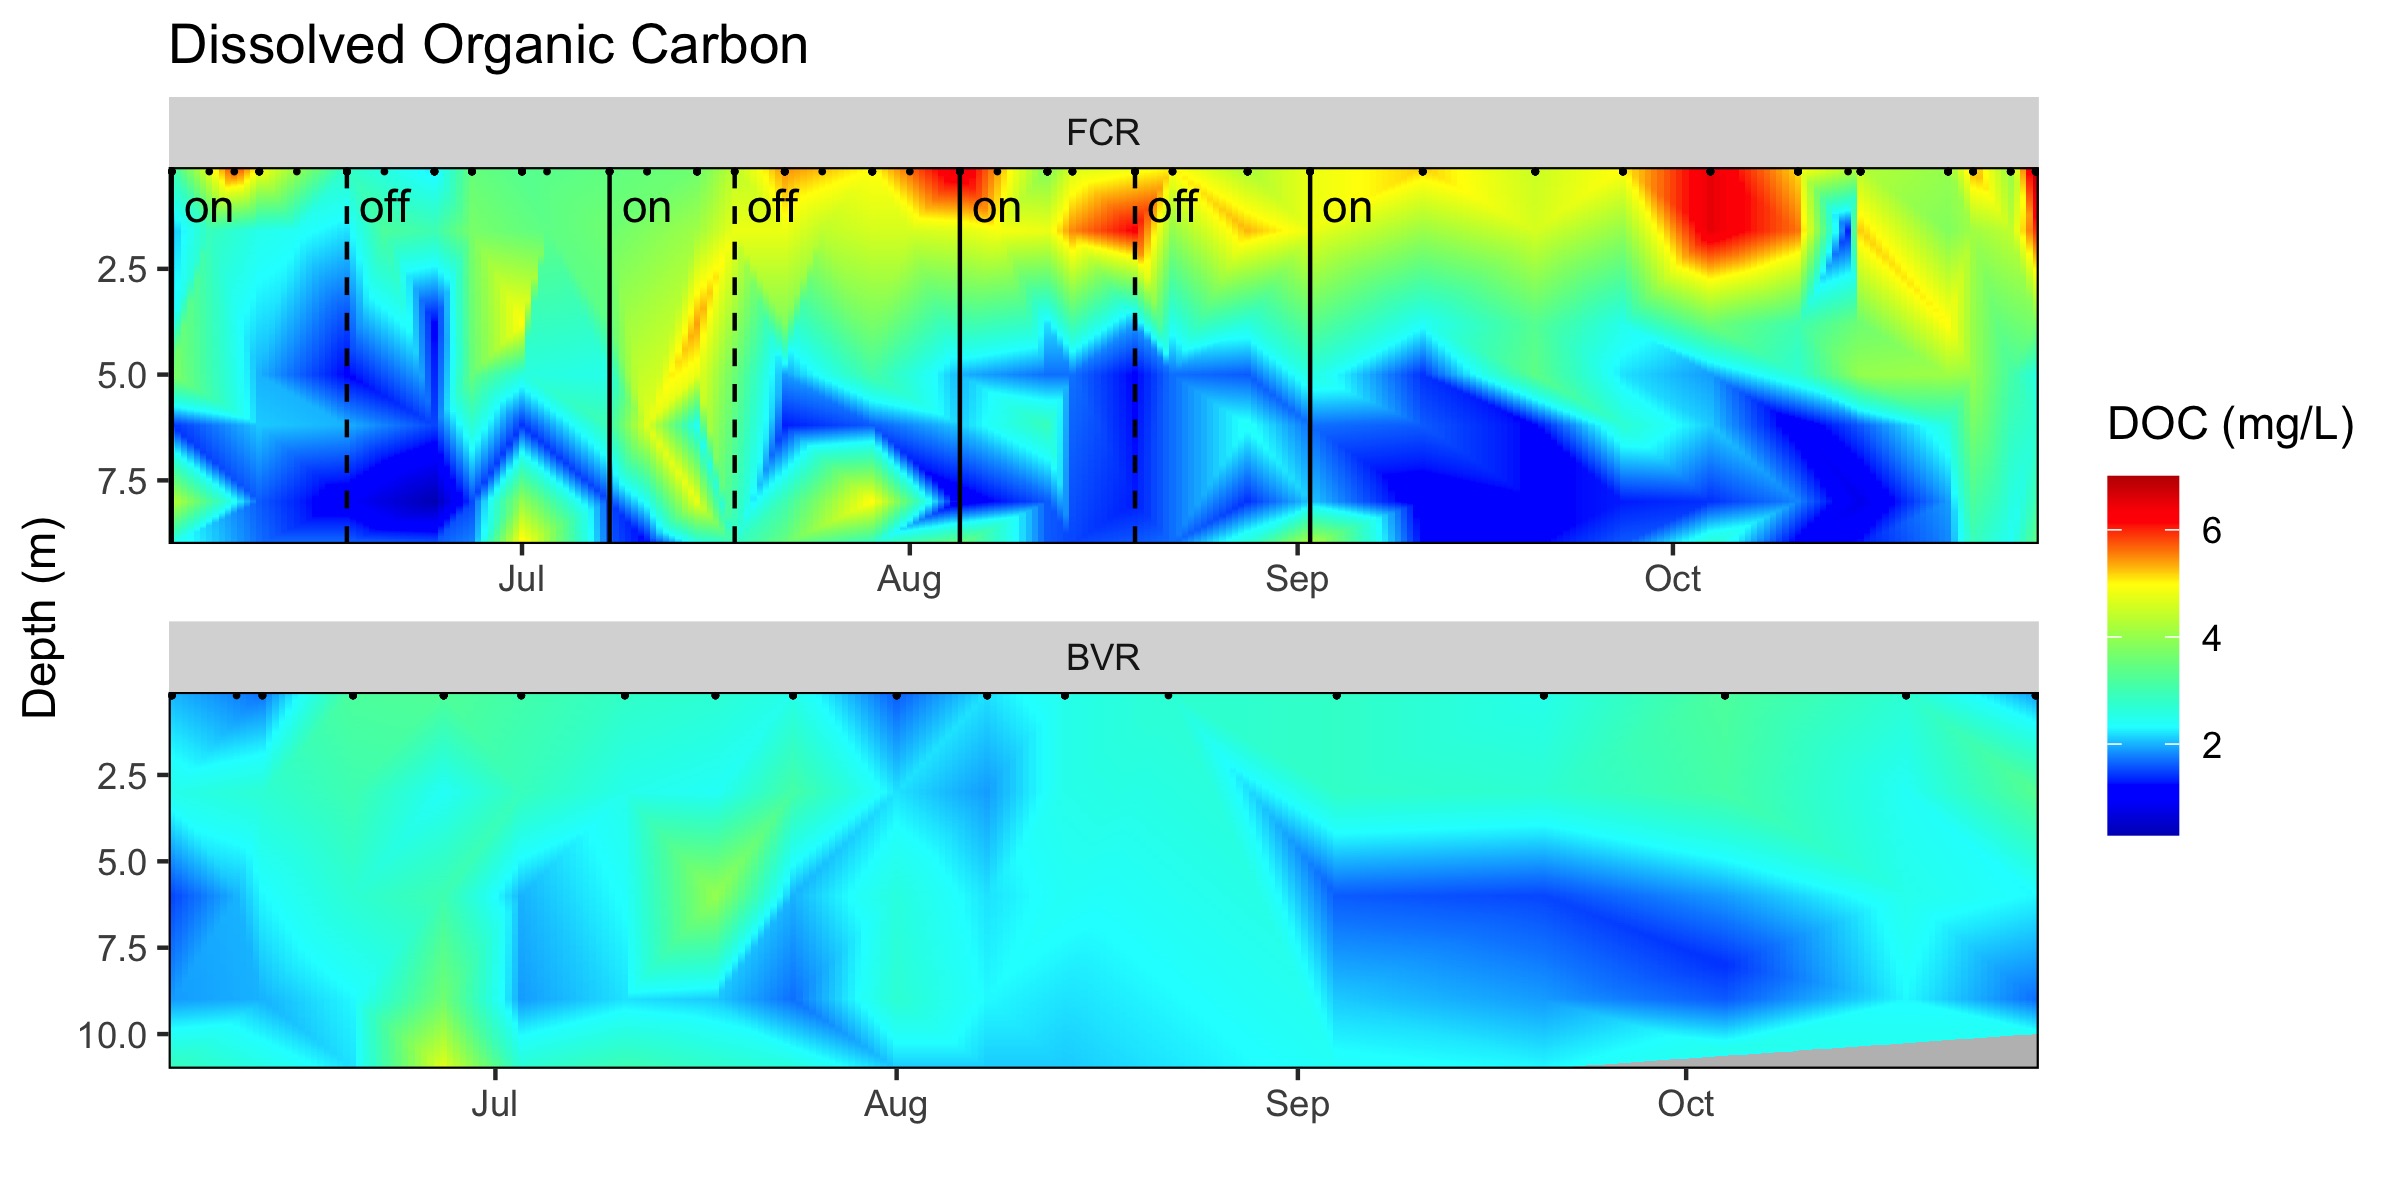 Dissolved Organic Carbon
FCR
on off on off on off on
2.5
5.0
7.5
Jul Aug Sep Oct
BVR
2.5
5.0
7.5
10.0
Jul Aug Sep Oct
Depth (m)
DOC (mg/L)
6
4
2